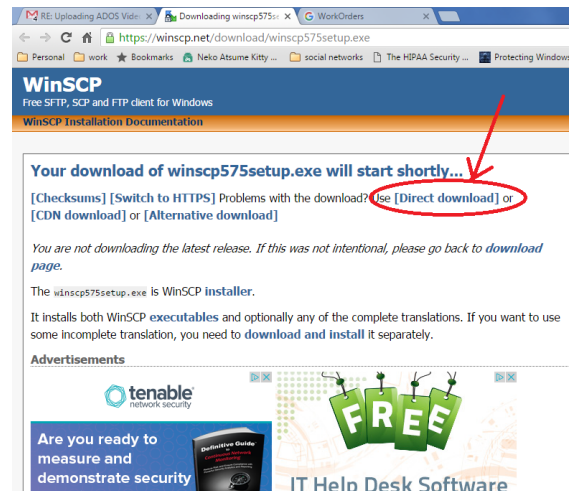 RE: Uploading ADOS Vide
Downloading winscp575s
WorkOrders
https://winscp.net/download/winscp575setup.exe
Personal work Bookmarks Neko Atsume Kitty ... social networks The HIPAA Security ... Protecting Windows
WinSCP
Free SFTP, SCP and FTP client for Windows
WinSCP Installation Documentation
Your download of winscp575setup.exe will start shortly...
[Checksums] [Switch to HTTPS] Problems with the download? Use [Direct download] or
[CDN download] or [Alternative download]
You are not downloading the latest release. If this was not intentional, please go back to download
page.
The winscp575setup.exe is WinSCP installer.
It installs both WinSCP executables and optionally any of the complete translations. If you want to use
some incomplete translation, you need to download and install it separately.
Advertisements
tenable
network security
Are you ready to
measure and
demonstrate security
Definitive Guide
FREE
IT Help Desk Software